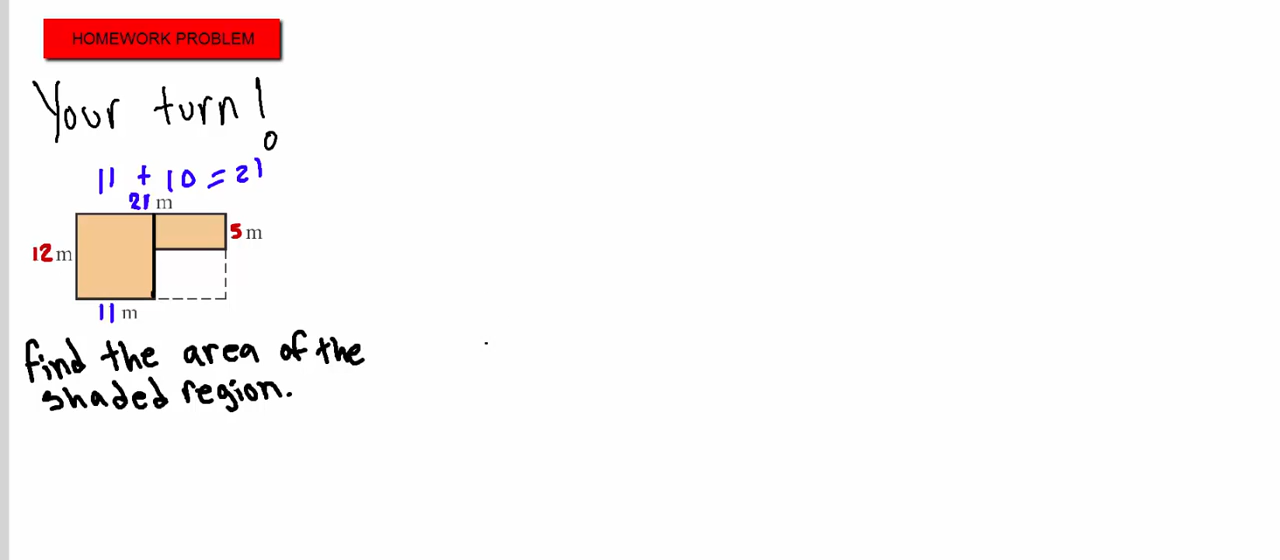 HOMEWORK PROBLEM
Your turn!
11 + 10 = 21
21 m
5 m
12 m
11 m
find the area of the
shaded region.